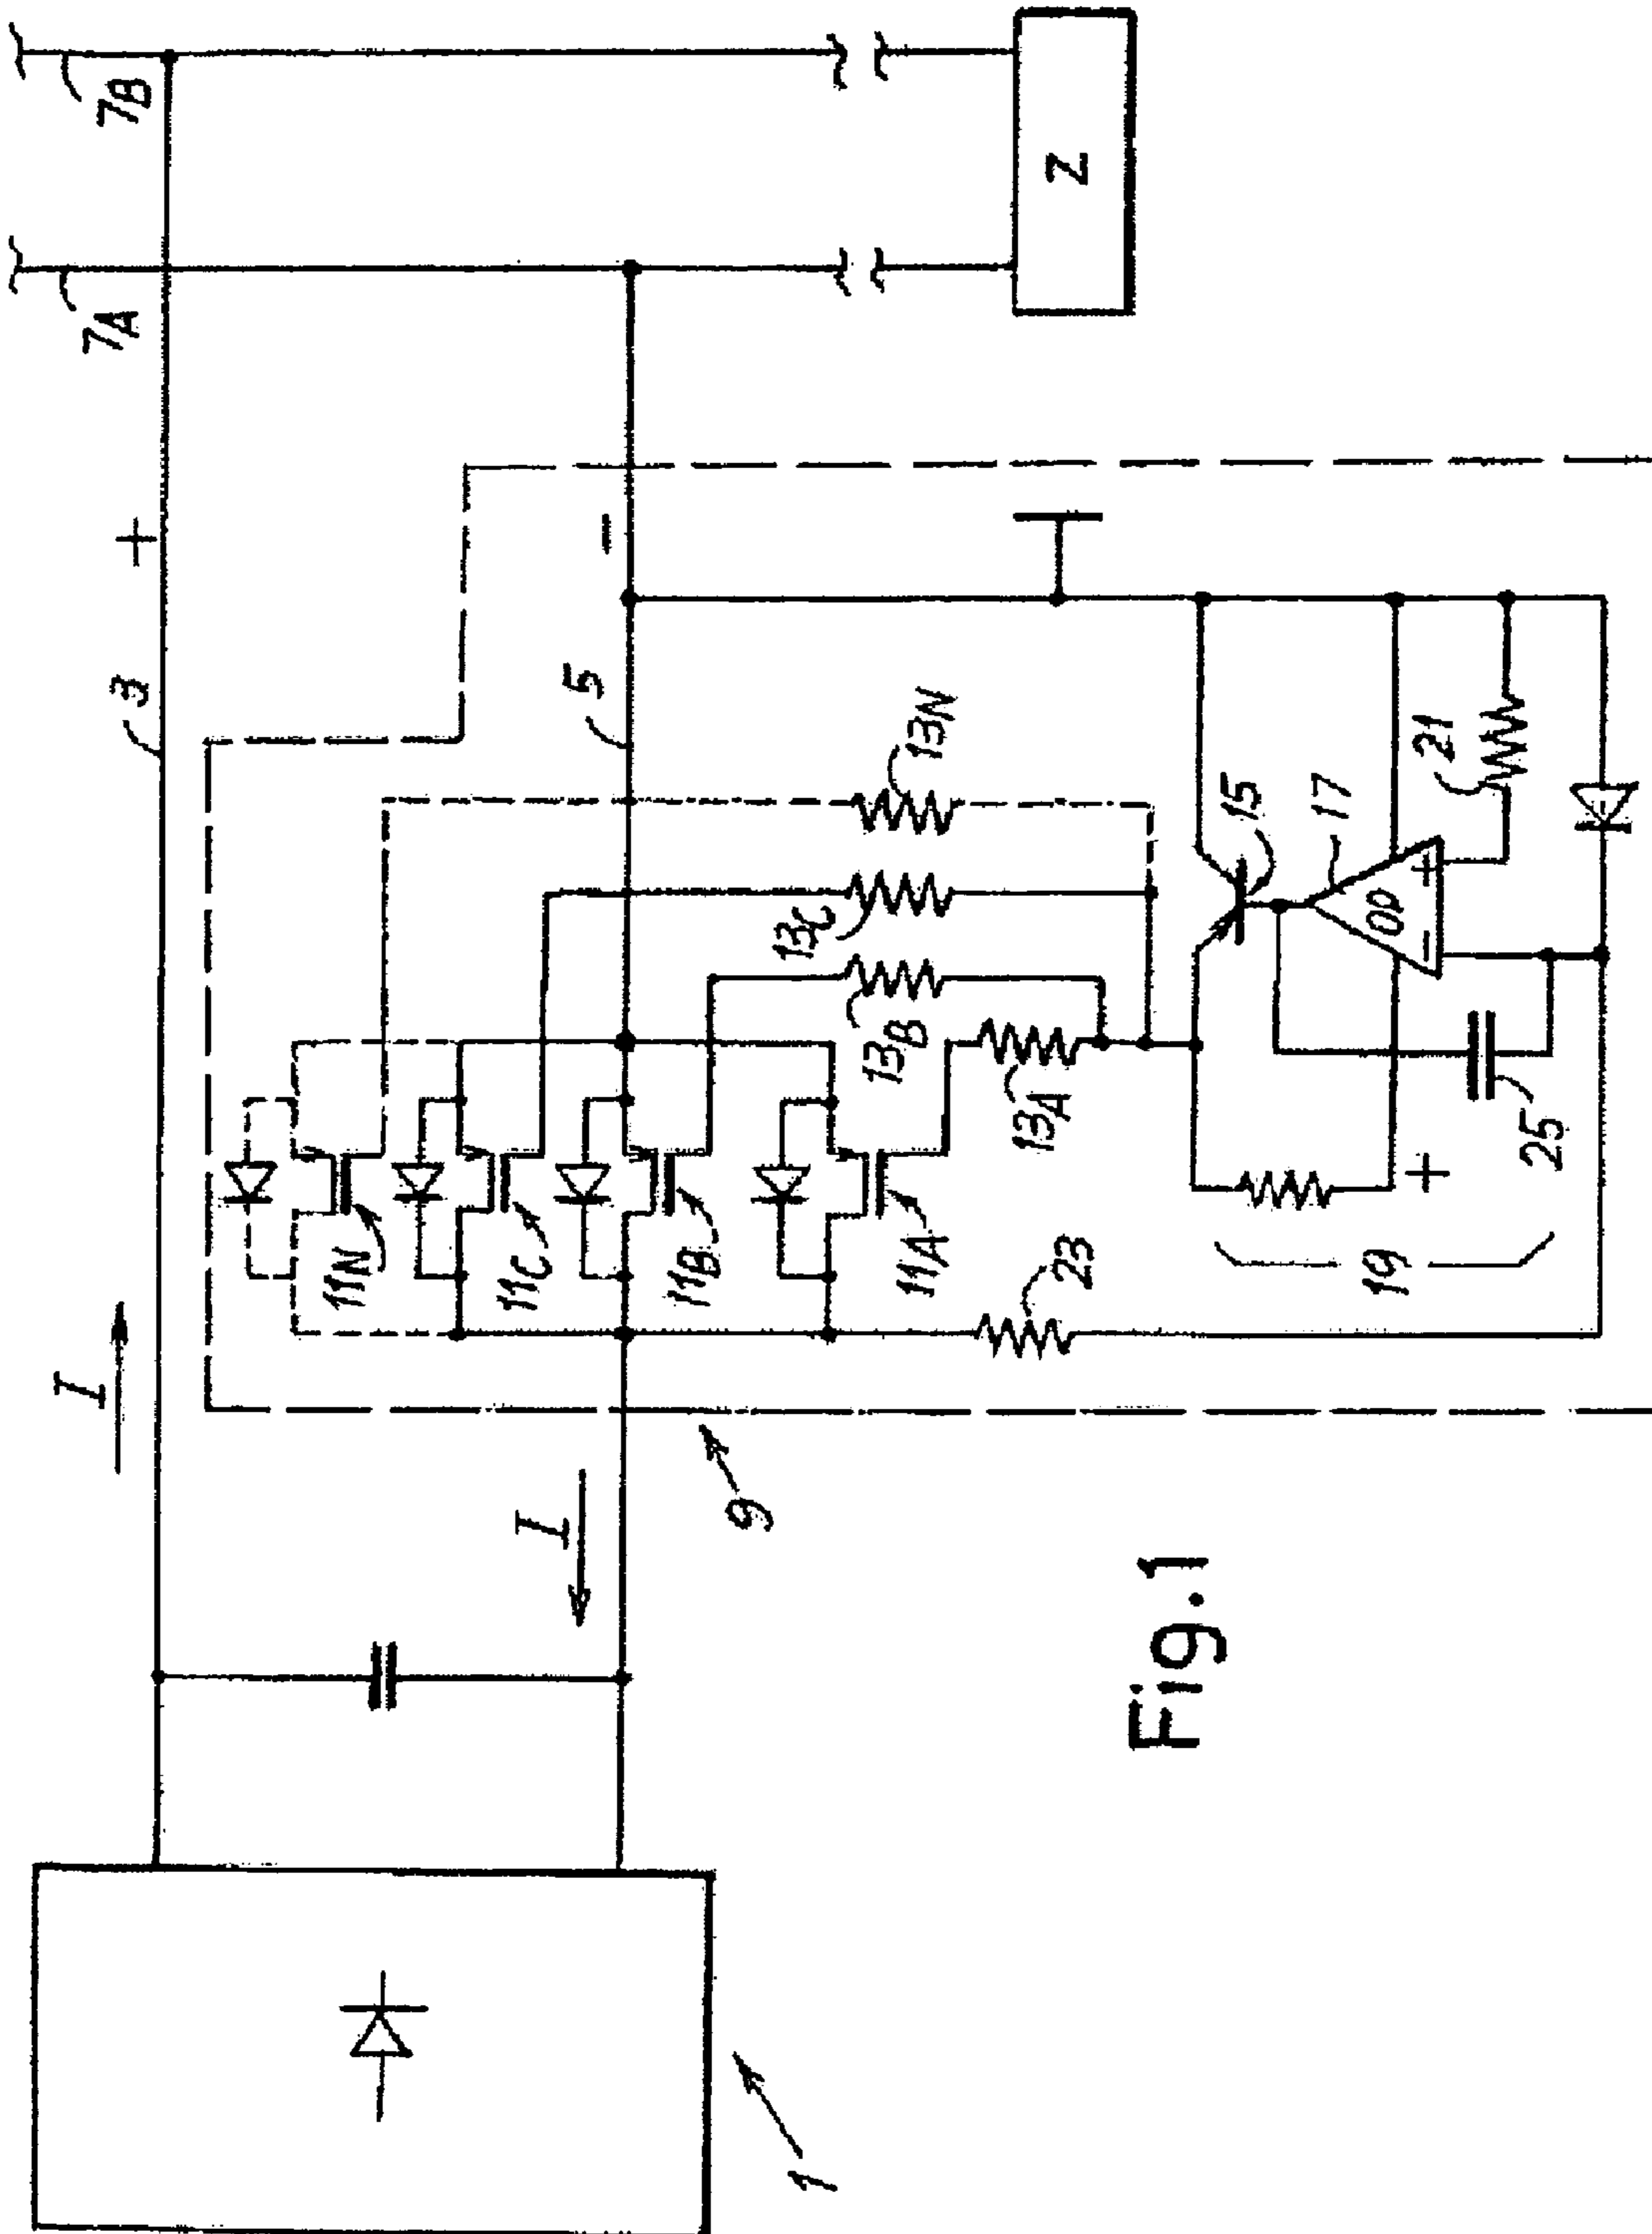 7B
7A
Z
3
+
5
-
I
I
9
1
11N
11C
11B
11A
13N
13C
13B
13A
15
17
OP
+
-
21
23
19
+
25
Fig.1